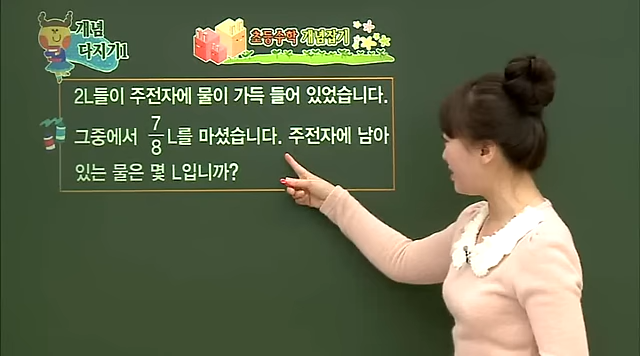 개념
다지기1
초등수학 개념잡기
2L들이 주전자에 물이 가득 들어 있었습니다.
그중에서 7/8 L를 마셨습니다. 주전자에 남아
있는 물은 몇 L입니까?